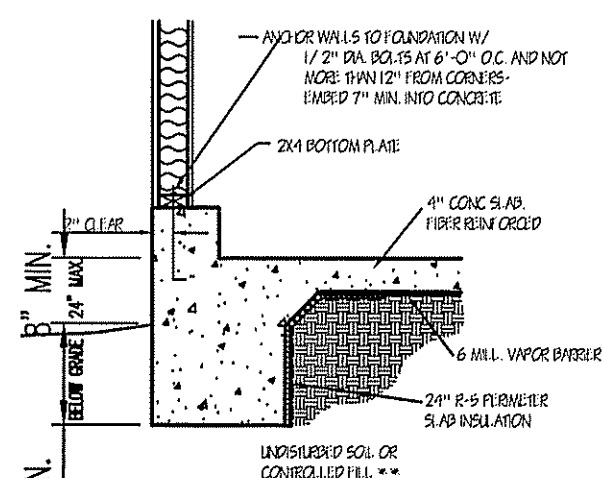 ANCHOR WALLS TO FOUNDATION W/
1/2" DIA. BOLTS AT 6'-0" O.C. AND NOT
MORE THAN 12" FROM CORNERS-
EMBED 7" MIN. INTO CONCRETE
2X4 BOTTOM PLATE
4" CONC SLAB.
FIBER REINFORCED
2" CLEAR
8" MIN.
24" MAX.
BELOW GRADE
6 MILL. VAPOR BARRIER
24" R-5 PERIMETER
SLAB INSULATION
UNDISTURBED SOIL OR
CONTROLLED FILL **